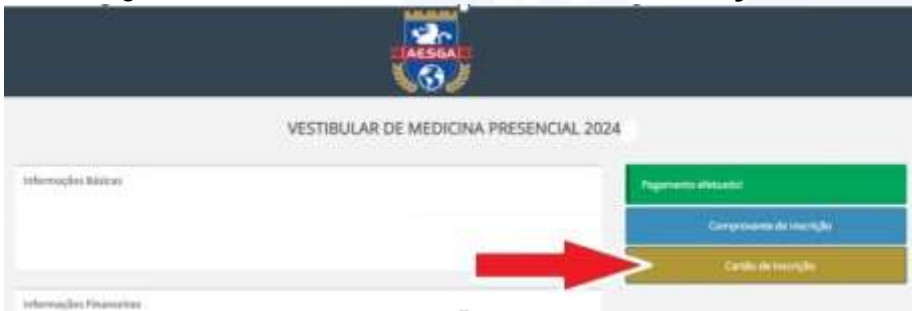 AESGA
VESTIBULAR DE MEDICINA PRESENCIAL 2024
Informações Básicas
Pagamento efetuado!
Comprovante de Inscrição
Cartão de Inscrição
Informações Financeiras